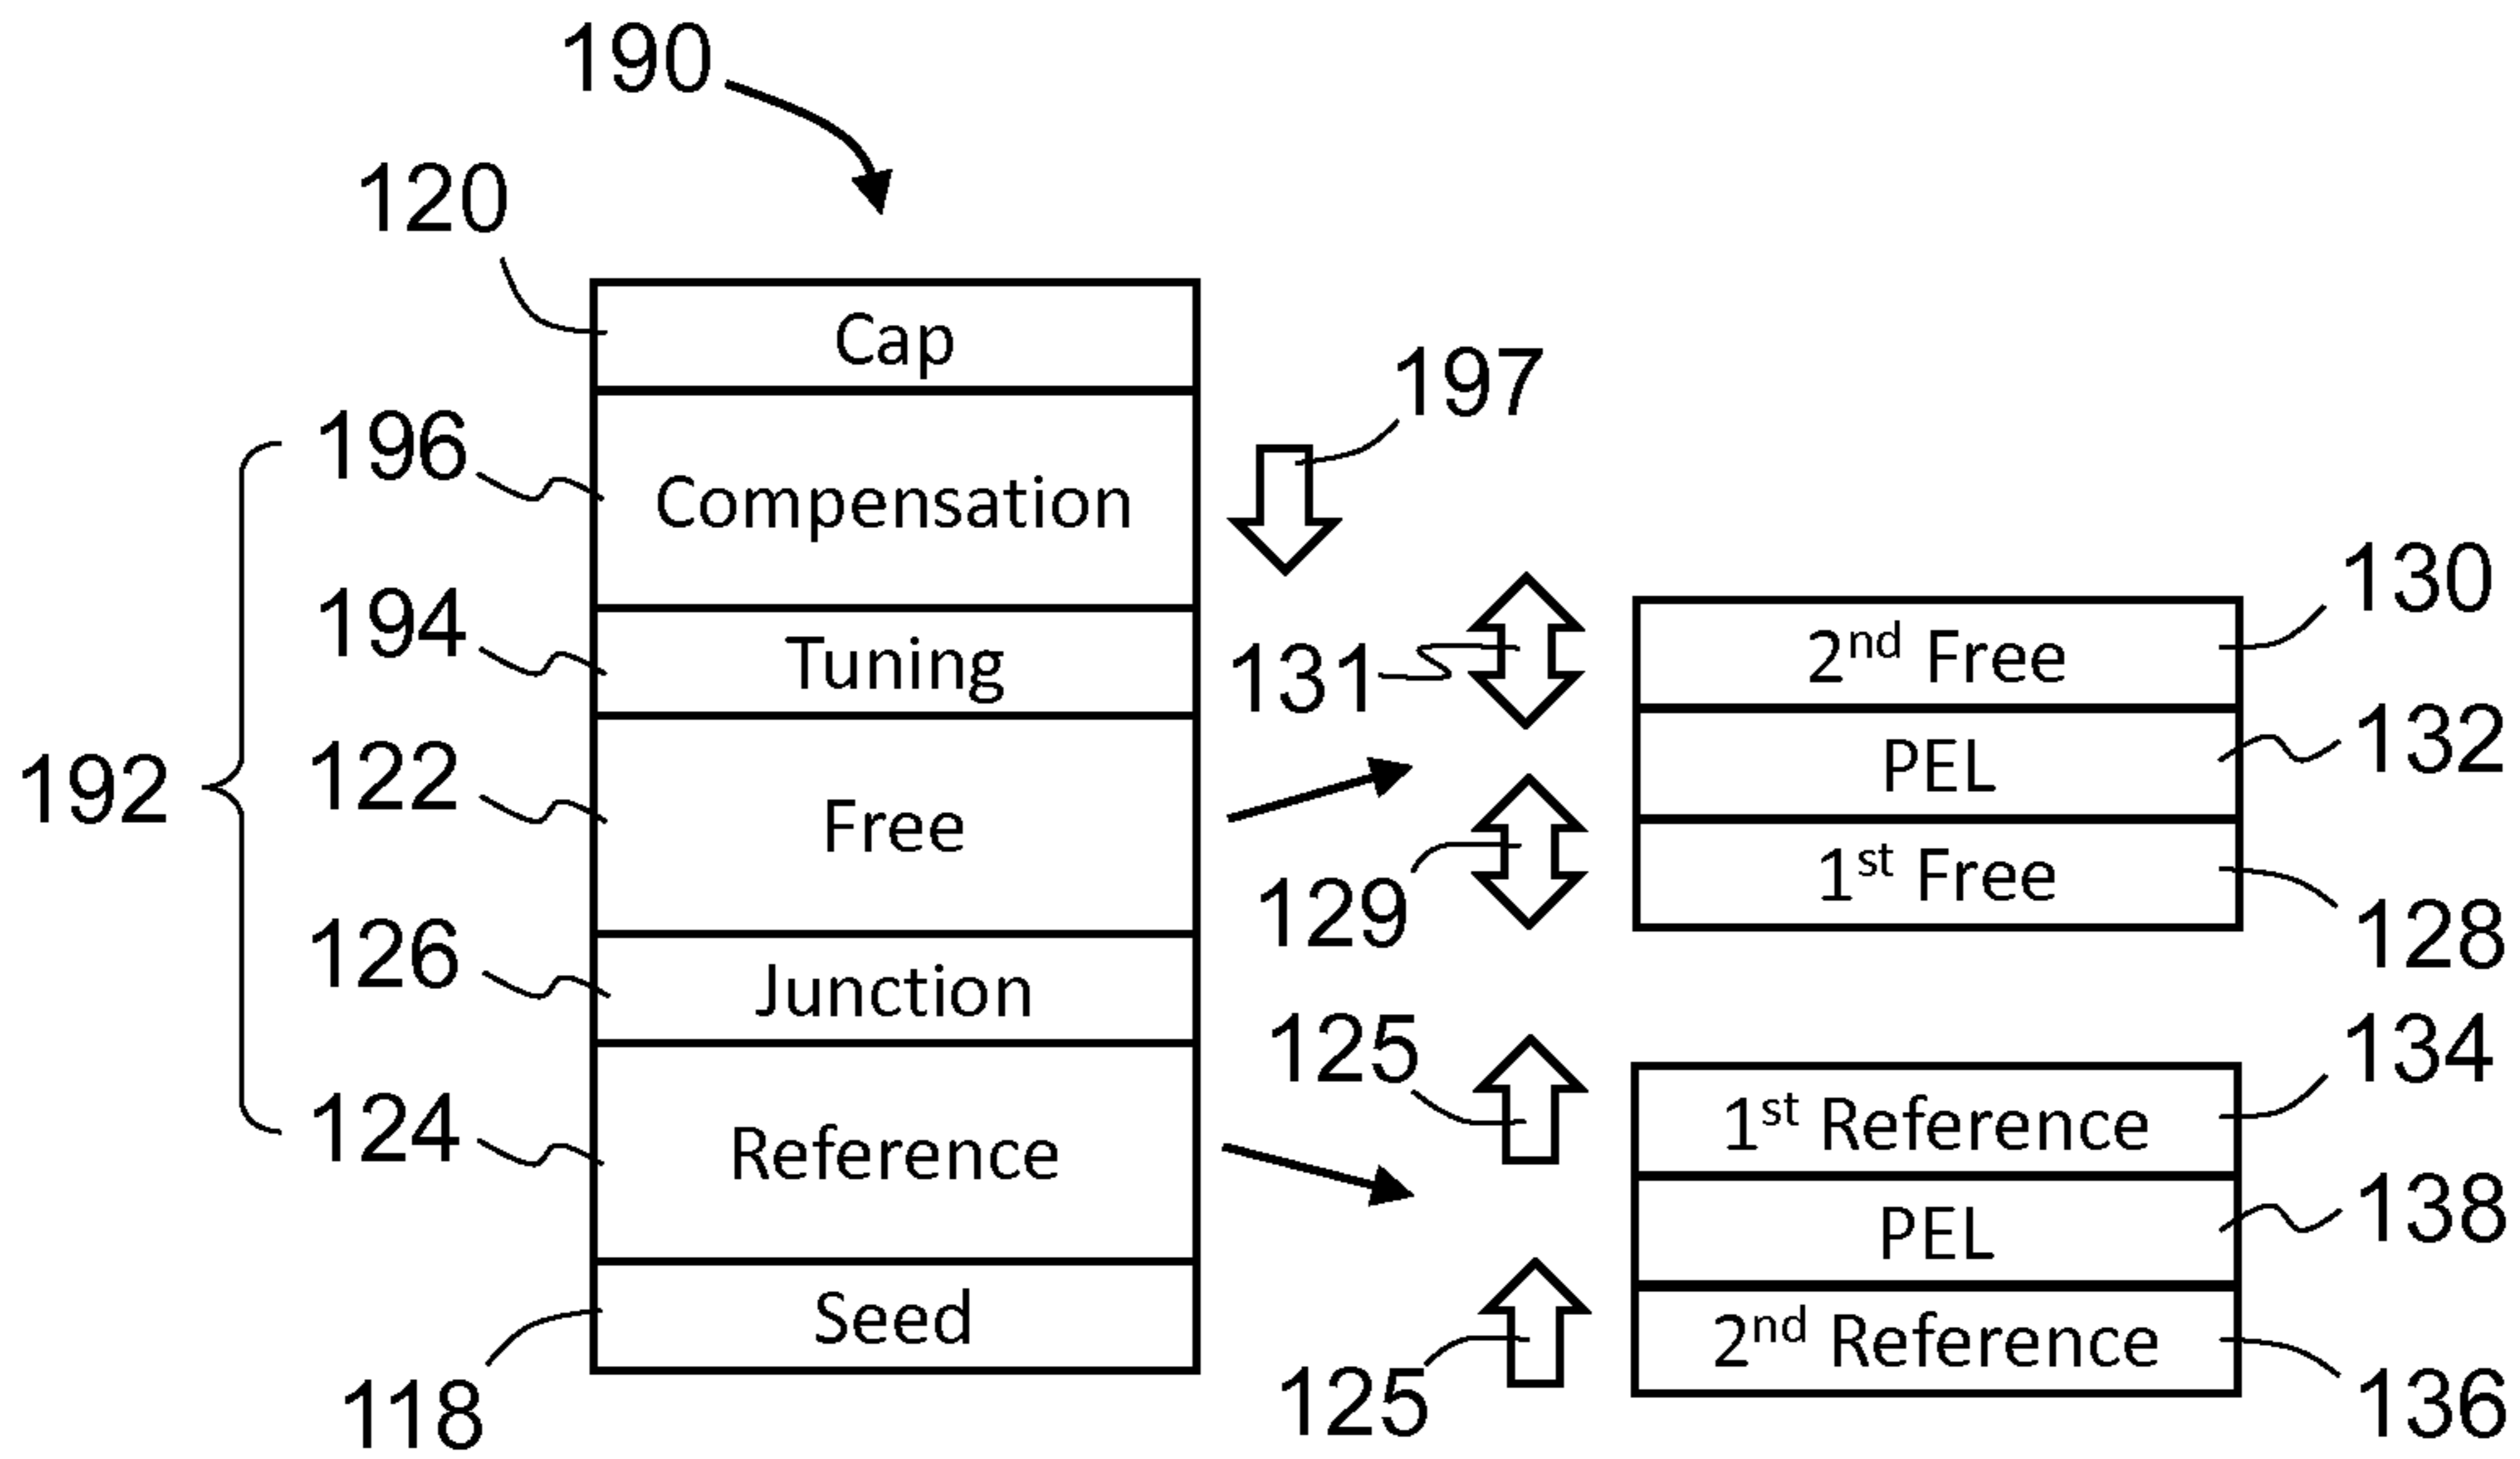 190
120
Cap
197
196
Compensation
130
194
Tuning
131
2nd Free
132
192
122
Free
PEL
129
1st Free
128
126
Junction
125
134
124
Reference
1st Reference
138
PEL
118
Seed
125
2nd Reference
136